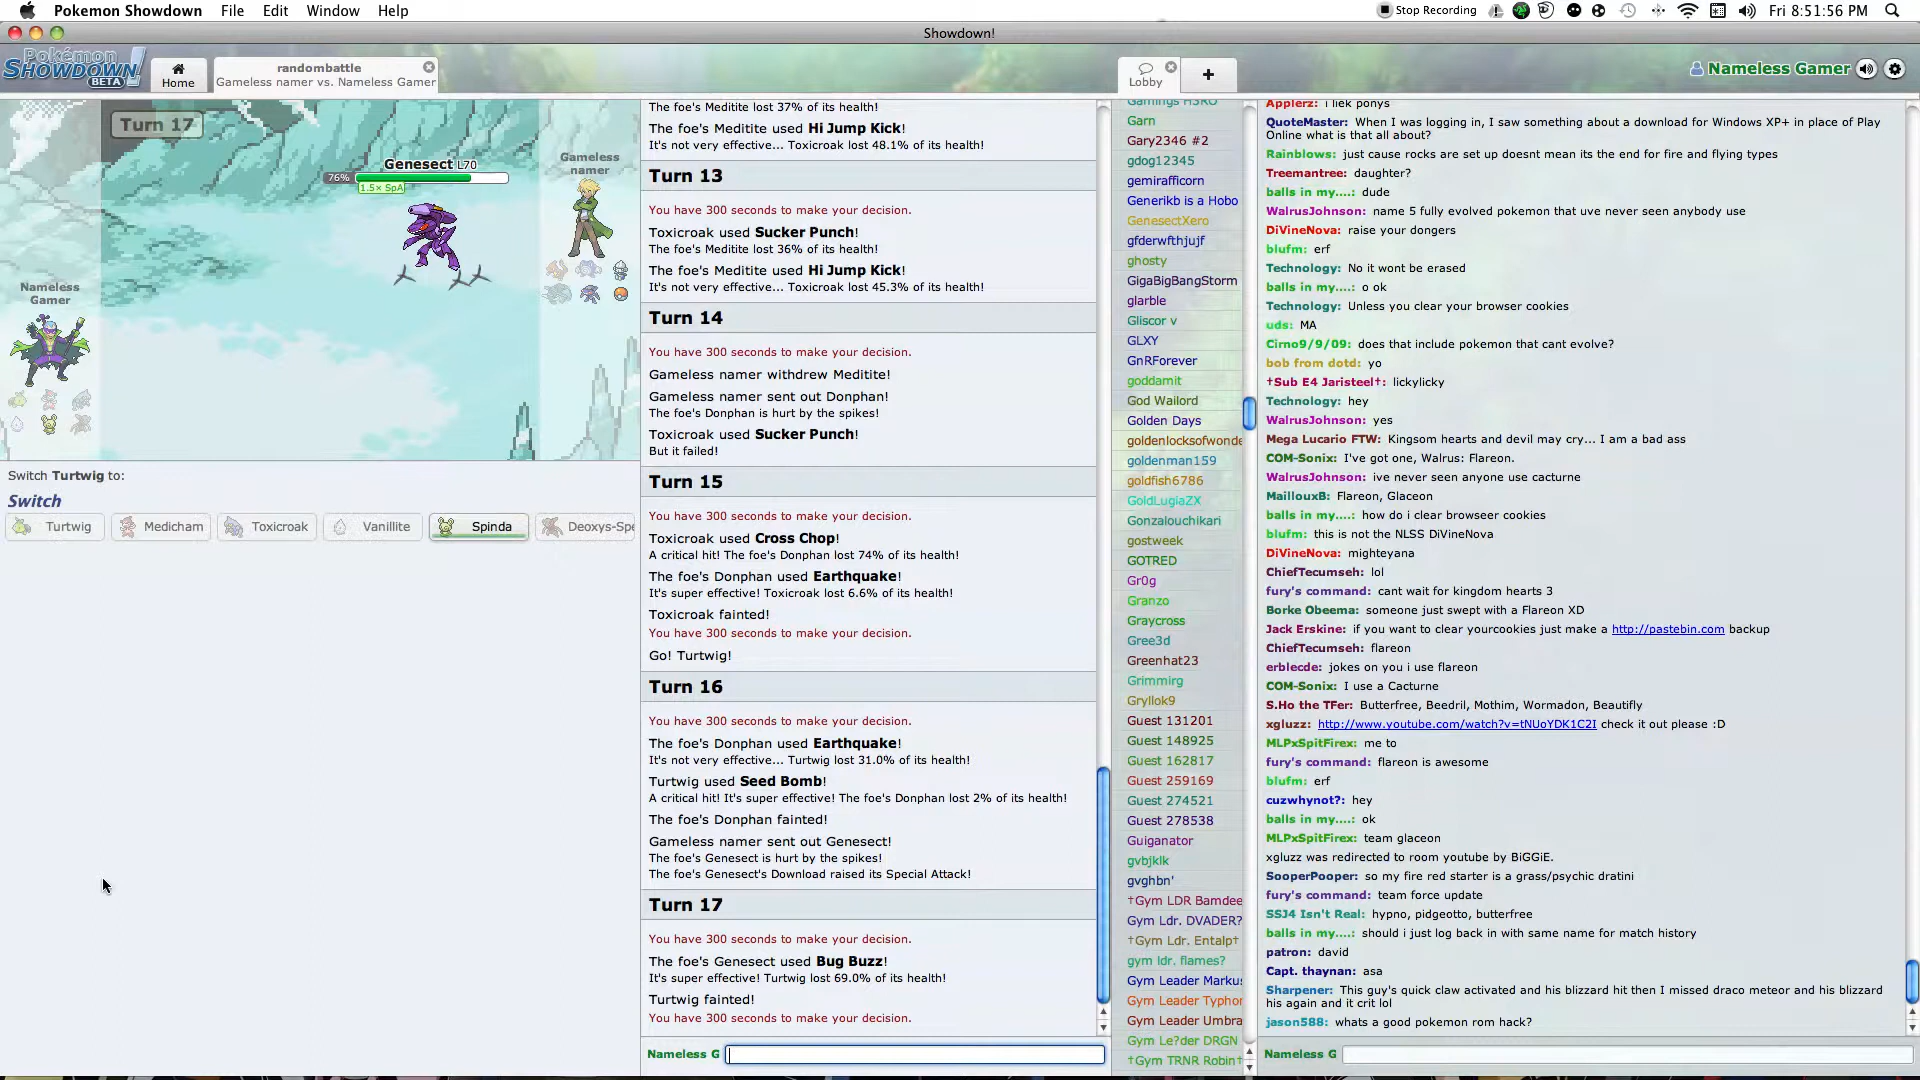 Pokemon Showdown File Edit Window Help
Stop Recording Fri 8:51:56 PM
Showdown!
Pokémon
SHOWDOWN!
BETA
Home
randombattle
Gameless namer vs. Nameless Gamer
Lobby
+
Nameless Gamer
Turn 17
Genesect L70
76%
1.5× SpA
Gameless
namer
Nameless
Gamer
Switch Turtwig to:
Switch
Turtwig
Medicham
Toxicroak
Vanillite
Spinda
Deoxys-Spe
The foe's Meditite lost 37% of its health!
The foe's Meditite used Hi Jump Kick!
It's not very effective... Toxicroak lost 48.1% of its health!
Turn 13
You have 300 seconds to make your decision.
Toxicroak used Sucker Punch!
The foe's Meditite lost 36% of its health!
The foe's Meditite used Hi Jump Kick!
It's not very effective... Toxicroak lost 45.3% of its health!
Turn 14
You have 300 seconds to make your decision.
Gameless namer withdrew Meditite!
Gameless namer sent out Donphan!
The foe's Donphan is hurt by the spikes!
Toxicroak used Sucker Punch!
But it failed!
Turn 15
You have 300 seconds to make your decision.
Toxicroak used Cross Chop!
A critical hit! The foe's Donphan lost 74% of its health!
The foe's Donphan used Earthquake!
It's super effective! Toxicroak lost 6.6% of its health!
Toxicroak fainted!
You have 300 seconds to make your decision.
Go! Turtwig!
Turn 16
You have 300 seconds to make your decision.
The foe's Donphan used Earthquake!
It's not very effective... Turtwig lost 31.0% of its health!
Turtwig used Seed Bomb!
A critical hit! It's super effective! The foe's Donphan lost 2% of its health!
The foe's Donphan fainted!
Gameless namer sent out Genesect!
The foe's Genesect is hurt by the spikes!
The foe's Genesect's Download raised its Special Attack!
Turn 17
You have 300 seconds to make your decision.
The foe's Genesect used Bug Buzz!
It's super effective! Turtwig lost 69.0% of its health!
Turtwig fainted!
You have 300 seconds to make your decision.
Nameless G
Gamings H3RO
Garn
Gary2346 #2
gdog12345
gemirafficorn
Generikb is a Hobo
GenesectXero
gfderwfthjujf
ghosty
GigaBigBangStorm
glarble
Gliscor v
GLXY
GnRForever
goddamit
God Wailord
Golden Days
goldenlocksofwonde
goldenman159
goldfish6786
GoldLugiaZX
Gonzalouchikari
gostweek
GOTRED
Gr0g
Granzo
Graycross
Gree3d
Greenhat23
Grimmirg
Gryllok9
Guest 131201
Guest 148925
Guest 162817
Guest 259169
Guest 274521
Guest 278538
Guiganator
gvbjklk
gvghbn'
†Gym LDR Bamdee
Gym Ldr. DVADER?
†Gym Ldr. Entalp†
gym ldr. flames?
Gym Leader Marku
Gym Leader Typhor
Gym Leader Umbra
Gym Le?der DRGN
†Gym TRNR Robin†
Applerz: i liek ponys
QuoteMaster: When I was logging in, I saw something about a download for Windows XP+ in place of Play
Online what is that all about?
Rainblows: just cause rocks are set up doesnt mean its the end for fire and flying types
Treemantree: daughter?
balls in my....: dude
WalrusJohnson: name 5 fully evolved pokemon that uve never seen anybody use
DiVineNova: raise your dongers
blufm: erf
Technology: No it wont be erased
balls in my....: o ok
Technology: Unless you clear your browser cookies
uds: MA
Cirno9/9/09: does that include pokemon that cant evolve?
bob from dotd: yo
†Sub E4 Jaristeel†: lickylicky
Technology: hey
WalrusJohnson: yes
Mega Lucario FTW: Kingsom hearts and devil may cry... I am a bad ass
COM-Sonix: I've got one, Walrus: Flareon.
WalrusJohnson: ive never seen anyone use cacturne
MaillouxB: Flareon, Glaceon
balls in my....: how do i clear browseer cookies
blufm: this is not the NLSS DiVineNova
DiVineNova: mighteyana
ChiefTecumseh: lol
fury's command: cant wait for kingdom hearts 3
Borke Obeema: someone just swept with a Flareon XD
Jack Erskine: if you want to clear yourcookies just make a http://pastebin.com backup
ChiefTecumseh: flareon
erblecde: jokes on you i use flareon
COM-Sonix: I use a Cacturne
S.Ho the TFer: Butterfree, Beedril, Mothim, Wormadon, Beautifly
xgluzz: http://www.youtube.com/watch?v=tNUoYDK1C2I check it out please :D
MLPxSpitFirex: me to
fury's command: flareon is awesome
blufm: erf
cuzwhynot?: hey
balls in my....: ok
MLPxSpitFirex: team glaceon
xgluzz was redirected to room youtube by BiGGiE.
SooperPooper: so my fire red starter is a grass/psychic dratini
fury's command: team force update
SSJ4 Isn't Real: hypno, pidgeotto, butterfree
balls in my....: should i just log back in with same name for match history
patron: david
Capt. thaynan: asa
Sharpener: This guy's quick claw activated and his blizzard hit then I missed draco meteor and his blizzard
his again and it crit lol
jason588: whats a good pokemon rom hack?
Nameless G